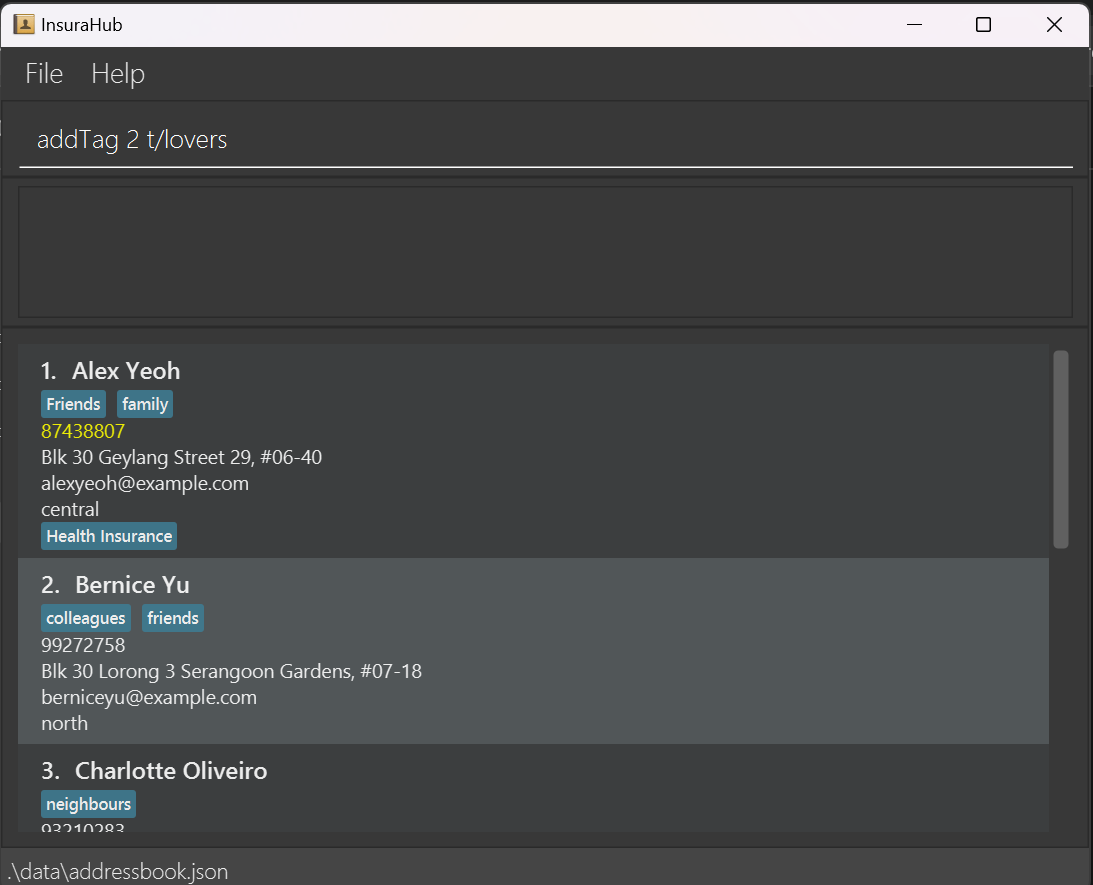 InsuraHub
File Help
addTag 2 t/lovers
1. Alex Yeoh
Friends family
87438807
Blk 30 Geylang Street 29, #06-40
alexyeoh@example.com
central
Health Insurance
2. Bernice Yu
colleagues friends
99272758
Blk 30 Lorong 3 Serangoon Gardens, #07-18
berniceyu@example.com
north
3. Charlotte Oliveiro
neighbours
93210283
.\data\addressbook.json